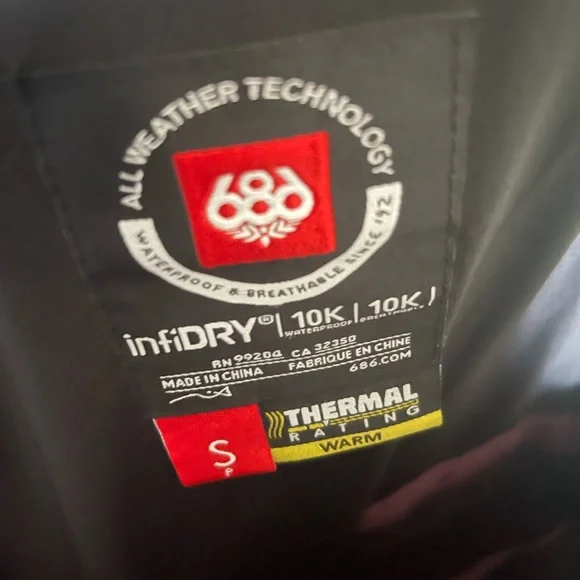 ALL WEATHER TECHNOLOGY
686
WATERPROOF & BREATHABLE SINCE '92
infiDRY® 10K 10K
WATERPROOF BREATHABLE
RN 99204 CA 32350
MADE IN CHINA FABRIQUE EN CHINE
686.COM
THERMAL
RATING
WARM
S
P